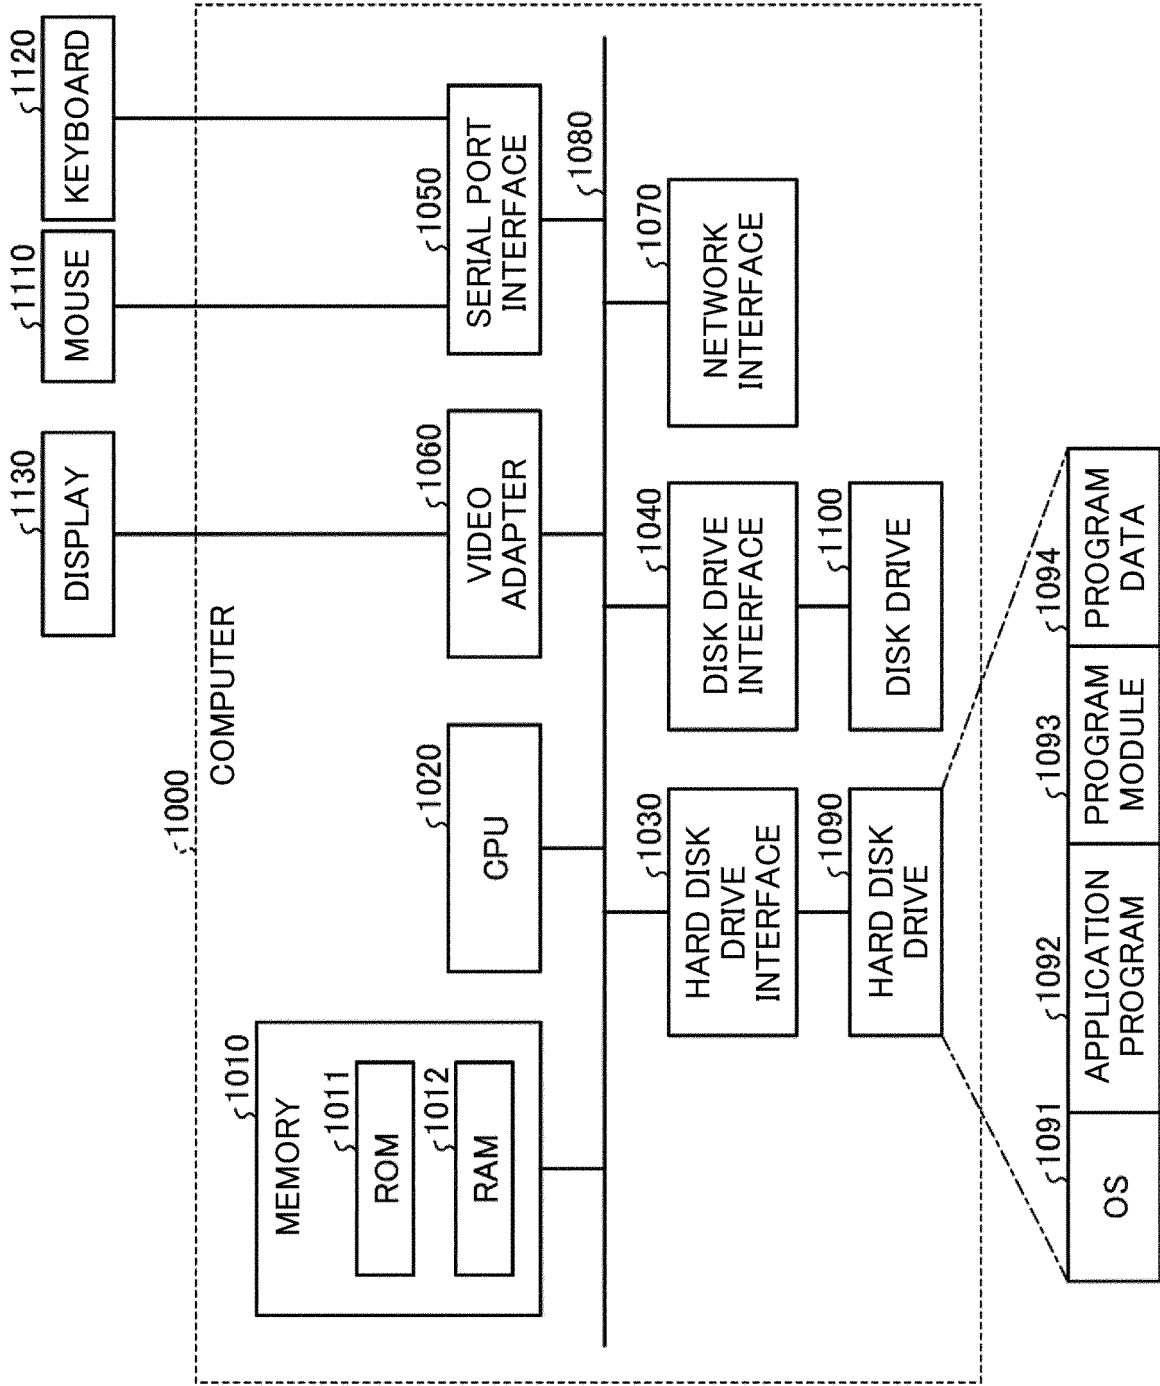 1000
COMPUTER
1010
MEMORY
1011
ROM
1012
RAM
1020
CPU
1130
DISPLAY
1060
VIDEO
ADAPTER
1110
MOUSE
1120
KEYBOARD
1050
SERIAL PORT
INTERFACE
1080
1030
HARD DISK
DRIVE
INTERFACE
1040
DISK DRIVE
INTERFACE
1070
NETWORK
INTERFACE
1090
HARD DISK
DRIVE
1100
DISK DRIVE
1091
OS
1092
APPLICATION
PROGRAM
1093
PROGRAM
MODULE
1094
PROGRAM
DATA